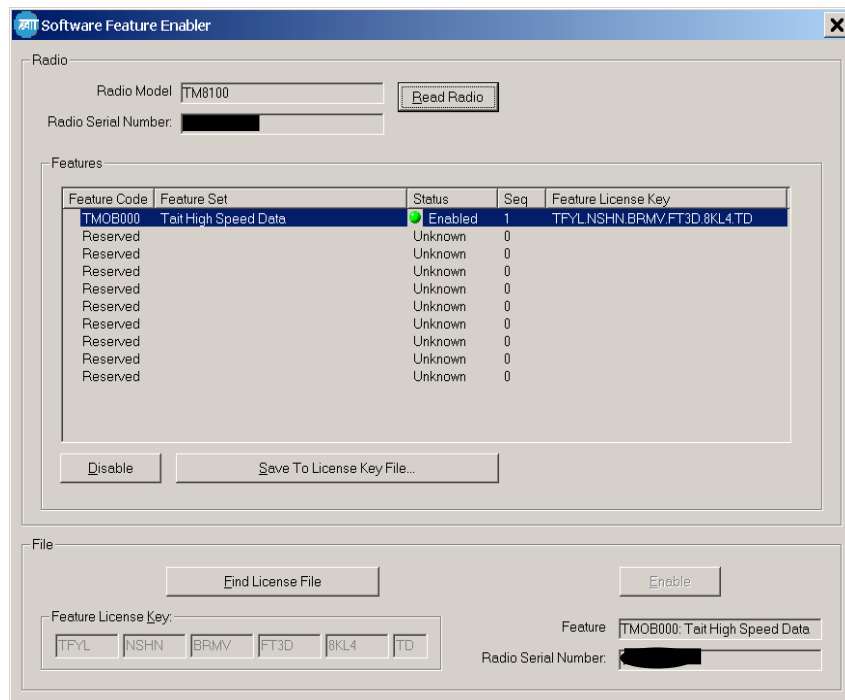 TAIT Software Feature Enabler
Radio
Radio Model TM8100 Read Radio
Radio Serial Number:
Features
Feature Code Feature Set Status Seq Feature License Key
TMOB000 Tait High Speed Data Enabled 1 TFYL.NSHN.BRMV.FT3D.8KL4.TD
Reserved Unknown 0
Reserved Unknown 0
Reserved Unknown 0
Reserved Unknown 0
Reserved Unknown 0
Reserved Unknown 0
Reserved Unknown 0
Reserved Unknown 0
Reserved Unknown 0
Disable Save To License Key File...
File
Find License File Enable
Feature License Key:
TFYL NSHN BRMV FT3D 8KL4 TD
Feature TMOB000: Tait High Speed Data
Radio Serial Number: